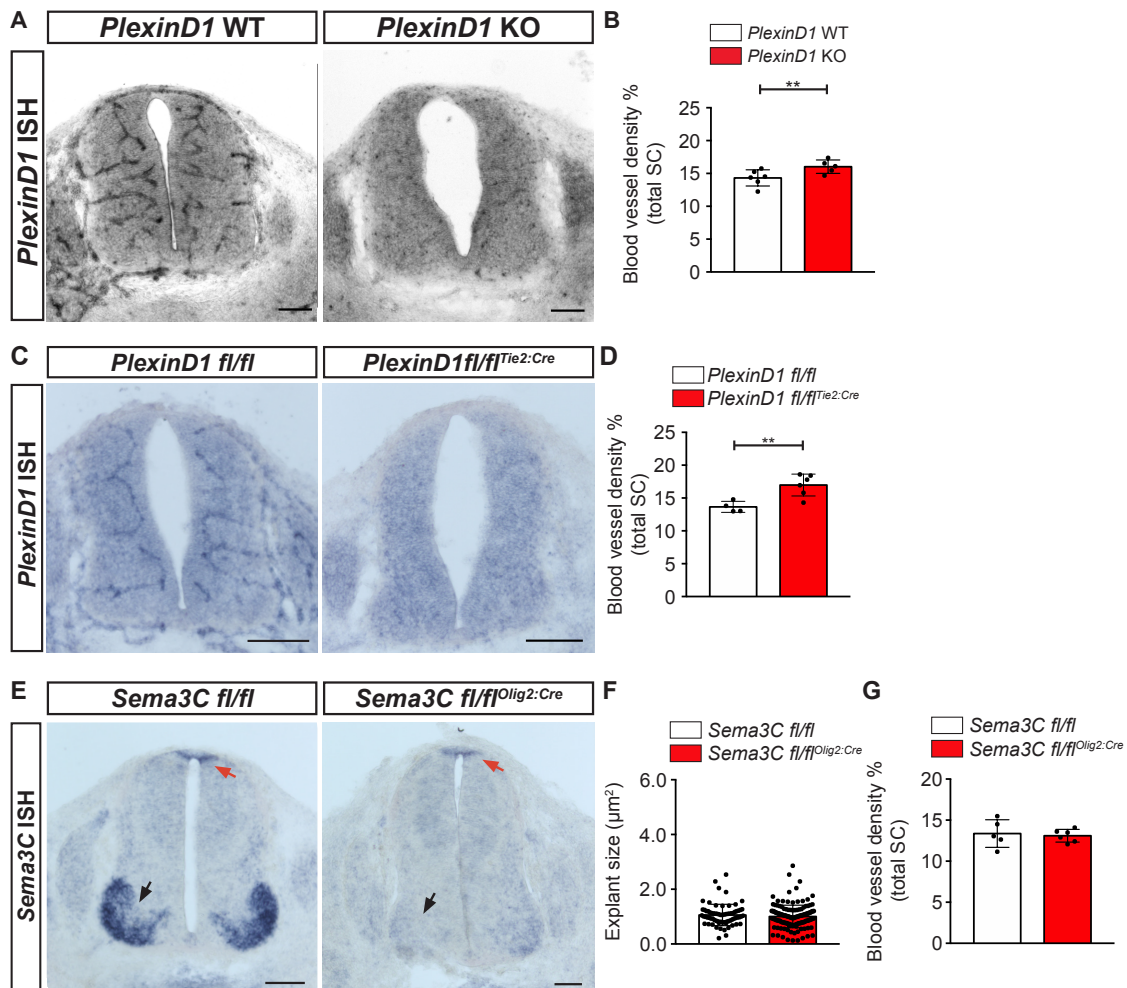 A
PlexinD1 WT
PlexinD1 KO
PlexinD1 ISH
B
PlexinD1 WT
PlexinD1 KO
**
Blood vessel density %
(total SC)
25
20
15
10
5
0
C
PlexinD1 fl/fl
PlexinD1fl/flTie2:Cre
PlexinD1 ISH
D
PlexinD1 fl/fl
PlexinD1 fl/flTie2:Cre
**
Blood vessel density %
(total SC)
25
20
15
10
5
0
E
Sema3C fl/fl
Sema3C fl/flOlig2:Cre
Sema3C ISH
F
Sema3C fl/fl
Sema3C fl/flOlig2:Cre
Explant size (µm²)
6.0
4.0
2.0
0.0
G
Sema3C fl/fl
Sema3C fl/flOlig2:Cre
Blood vessel density %
(total SC)
20
15
10
5
0